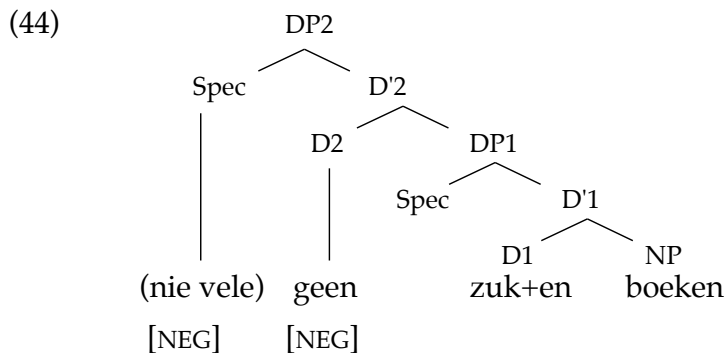 (44) DP2
Spec D'2
D2 DP1
Spec D'1
D1 NP
(nie vele) geen zuk+en boeken
[NEG] [NEG]